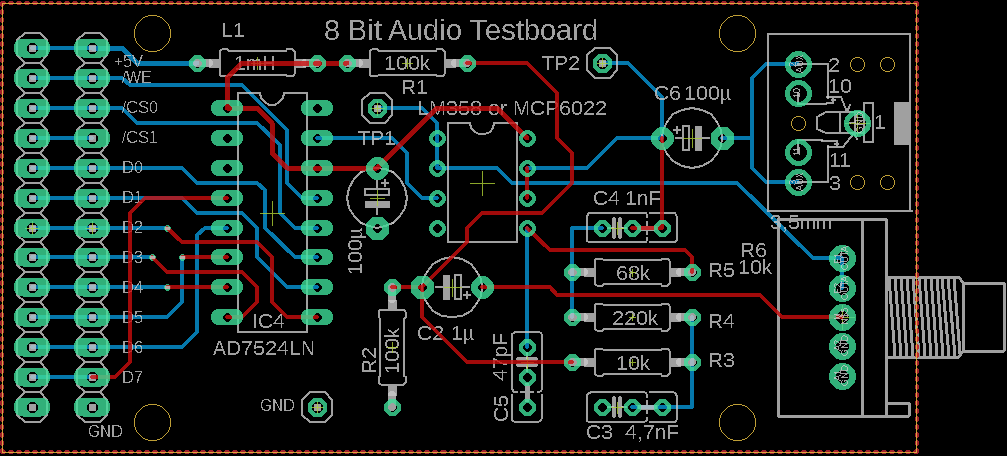 8 Bit Audio Testboard
L1
+5V
1mH
100k
TP2
/WE
R1
2
10
/CS0
LM358 or MCP6022
C6 100µ
/CS1
TP1
1
D0
11
3
D1
C4 1nF
3,5mm
D2
100µ
D3
68k
R5
R6
10k
D4
D5
IC4
C2 1µ
220k
R4
D6
AD7524LN
R2
100k
47pF
10k
R3
D7
GND
C5
GND
C3 4,7nF